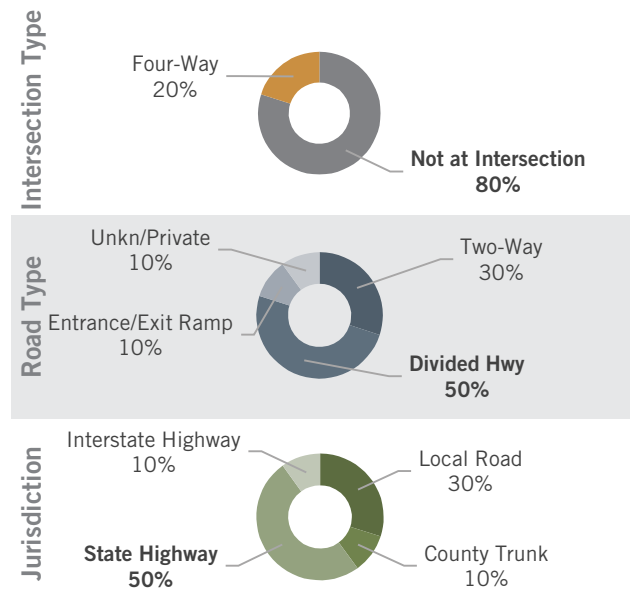 Intersection Type
Four-Way
20%
Not at Intersection
80%
Road Type
Unkn/Private
10%
Two-Way
30%
Entrance/Exit Ramp
10%
Divided Hwy
50%
Jurisdiction
Interstate Highway
10%
Local Road
30%
State Highway
50%
County Trunk
10%